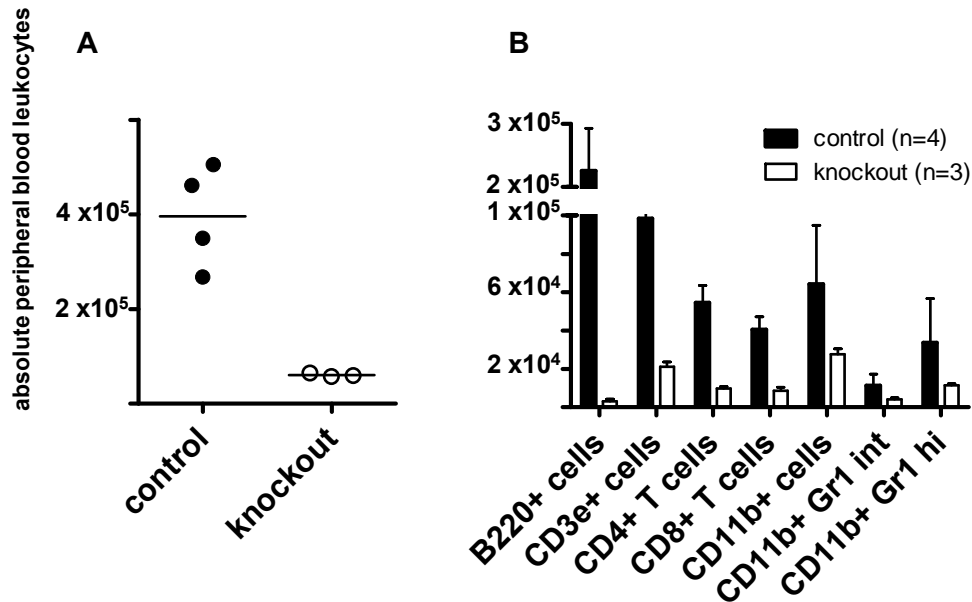 A
absolute peripheral blood leukocytes
4 x10⁵
2 x10⁵
control
knockout
B
3 x10⁵
2 x10⁵
1 x10⁵
6 x10⁴
2 x10⁴
control (n=4)
knockout (n=3)
B220+ cells
CD3e+ cells
CD4+ T cells
CD8+ T cells
CD11b+ cells
CD11b+ Gr1 int
CD11b+ Gr1 hi